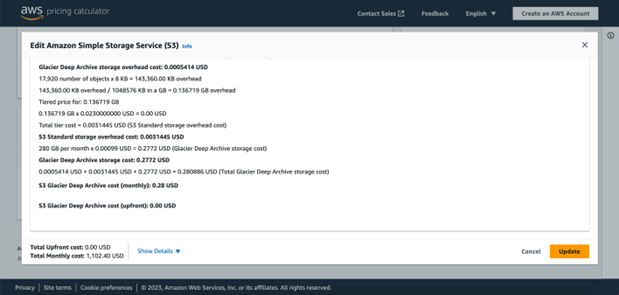 aws pricing calculator
Contact Sales
Feedback
English
Create an AWS Account
Edit Amazon Simple Storage Service (S3) Info
Glacier Deep Archive storage overhead cost: 0.0005414 USD
17,920 number of objects x 8 KB = 143,360.00 KB overhead
143,360.00 KB overhead / 1048576 KB in a GB = 0.136719 GB overhead
Tiered price for: 0.136719 GB
0.136719 GB x 0.0230000000 USD = 0.00 USD
Total tier cost = 0.0031445 USD (S3 Standard storage overhead cost)
S3 Standard storage overhead cost: 0.0031445 USD
280 GB per month x 0.00099 USD = 0.2772 USD (Glacier Deep Archive storage cost)
Glacier Deep Archive storage cost: 0.2772 USD
0.0005414 USD + 0.0031445 USD + 0.2772 USD = 0.280886 USD (Total Glacier Deep Archive storage cost)
S3 Glacier Deep Archive cost (monthly): 0.28 USD
S3 Glacier Deep Archive cost (upfront): 0.00 USD
Total Upfront cost: 0.00 USD
Total Monthly cost: 1,102.40 USD
Show Details
Cancel
Update
Privacy | Site terms | Cookie preferences | © 2023, Amazon Web Services, Inc. or its affiliates. All rights reserved.